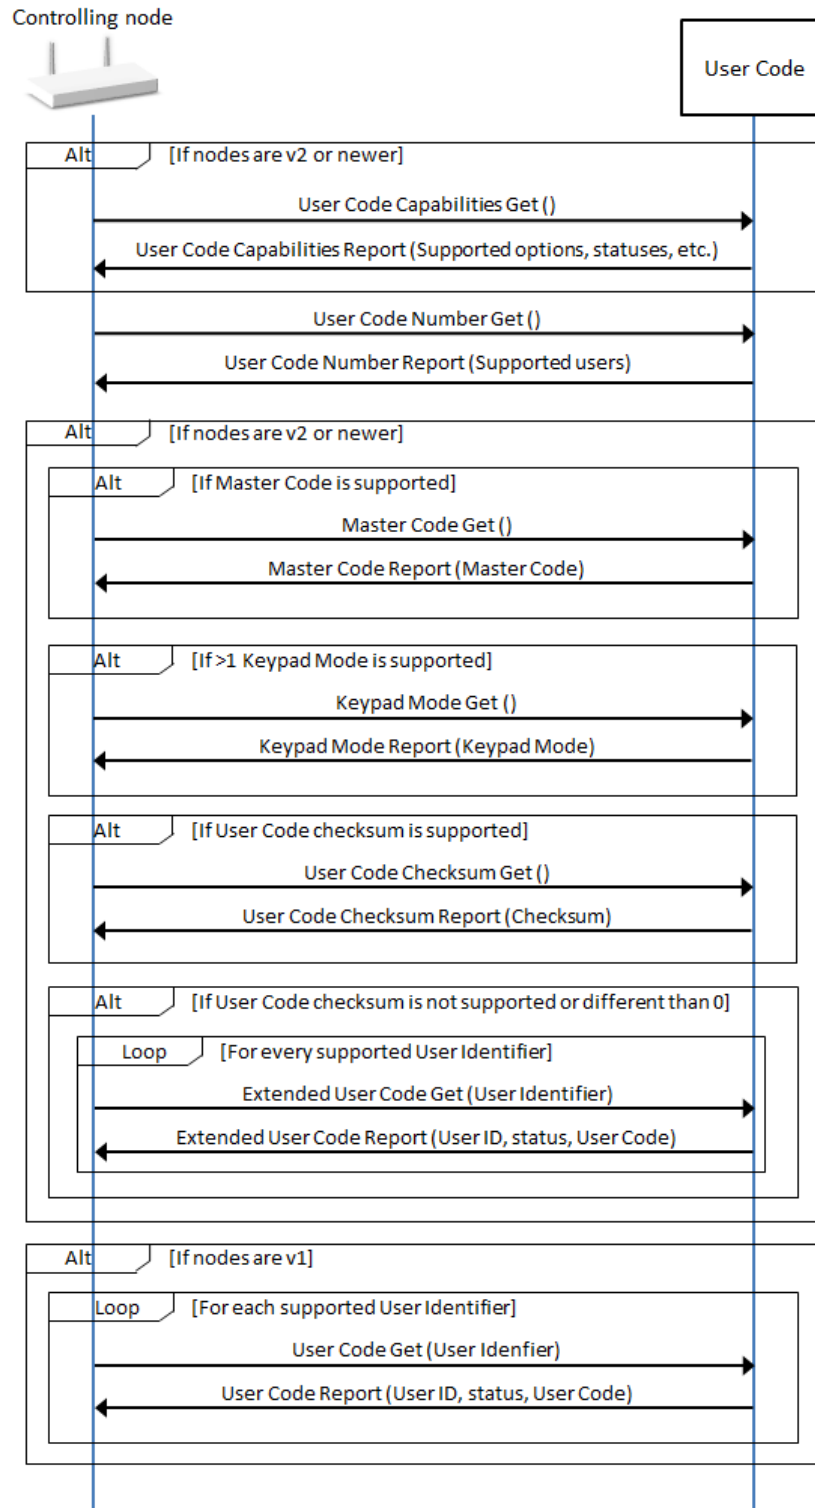 Controlling node
User Code
Alt [If nodes are v2 or newer]
User Code Capabilities Get ()
User Code Capabilities Report (Supported options, statuses, etc.)
User Code Number Get ()
User Code Number Report (Supported users)
Alt [If nodes are v2 or newer]
Alt [If Master Code is supported]
Master Code Get ()
Master Code Report (Master Code)
Alt [If >1 Keypad Mode is supported]
Keypad Mode Get ()
Keypad Mode Report (Keypad Mode)
Alt [If User Code checksum is supported]
User Code Checksum Get ()
User Code Checksum Report (Checksum)
Alt [If User Code checksum is not supported or different than 0]
Loop [For every supported User Identifier]
Extended User Code Get (User Identifier)
Extended User Code Report (User ID, status, User Code)
Alt [If nodes are v1]
Loop [For each supported User Identifier]
User Code Get (User Idenfier)
User Code Report (User ID, status, User Code)